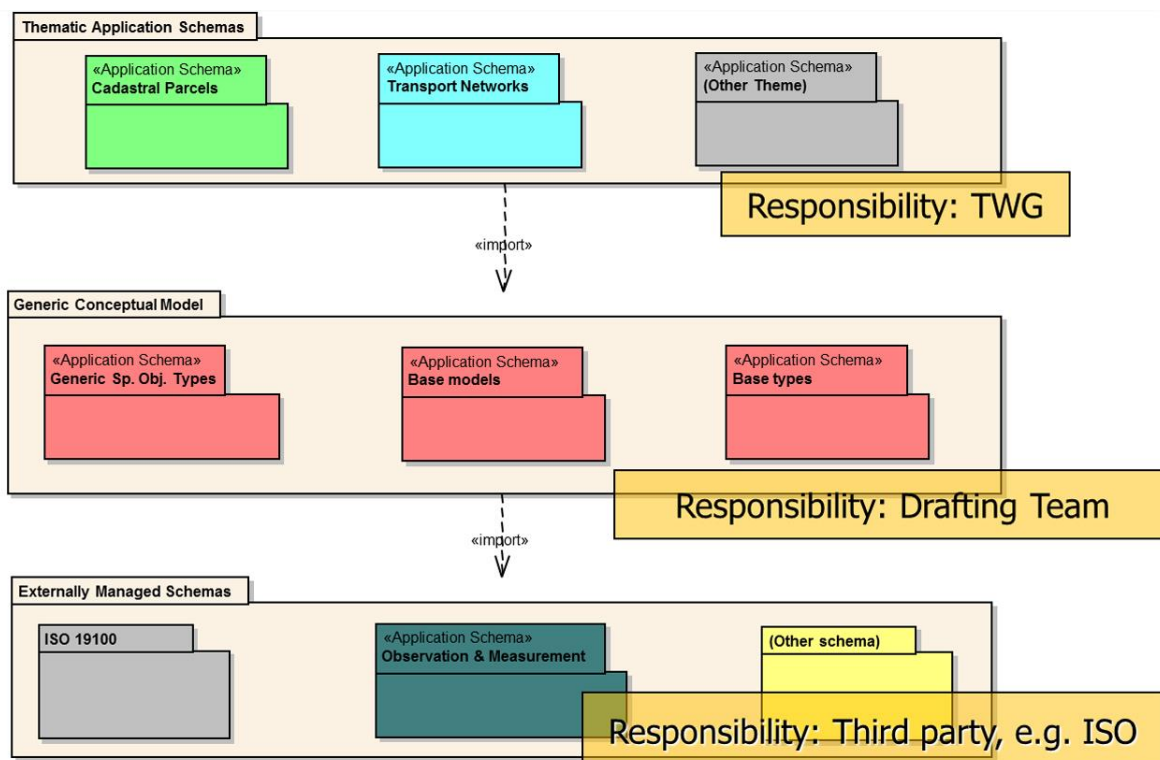 Thematic Application Schemas
«Application Schema»
Cadastral Parcels
«Application Schema»
Transport Networks
«Application Schema»
(Other Theme)
Responsibility: TWG
«import»
Generic Conceptual Model
«Application Schema»
Generic Sp. Obj. Types
«Application Schema»
Base models
«Application Schema»
Base types
Responsibility: Drafting Team
«import»
Externally Managed Schemas
ISO 19100
«Application Schema»
Observation & Measurement
(Other schema)
Responsibility: Third party, e.g. ISO